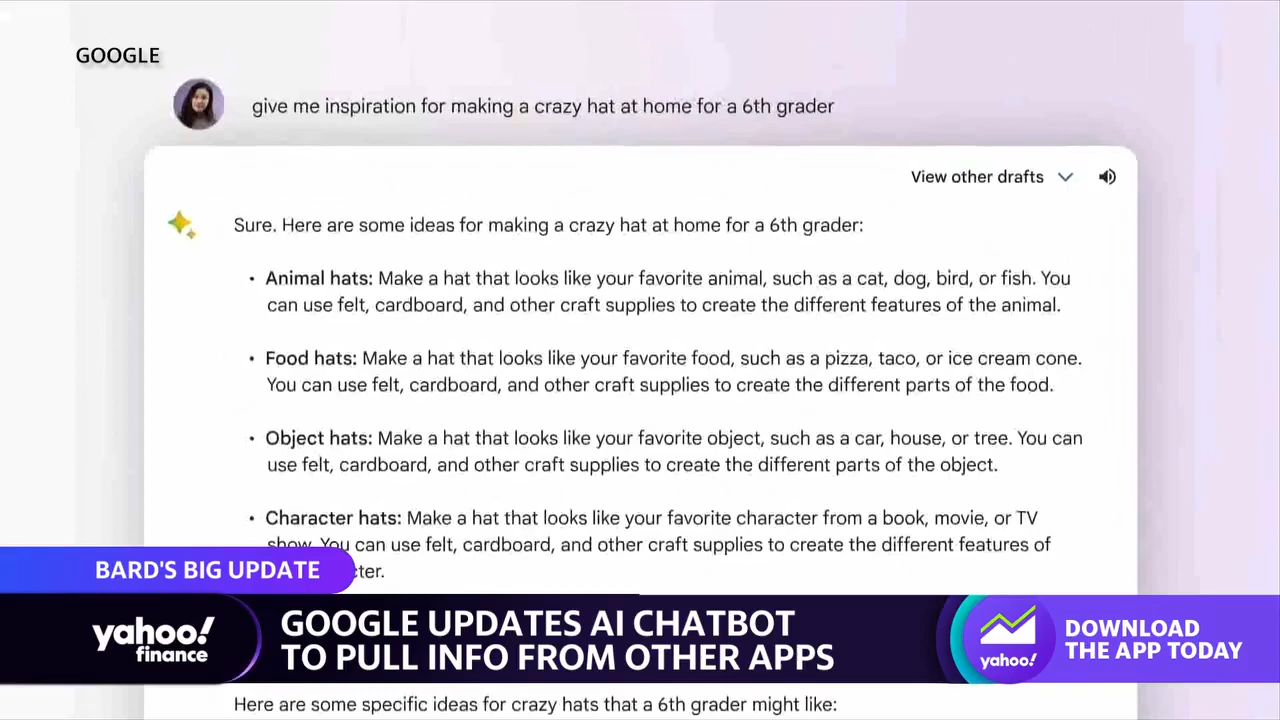 GOOGLE
give me inspiration for making a crazy hat at home for a 6th grader
View other drafts
Sure. Here are some ideas for making a crazy hat at home for a 6th grader:
• Animal hats: Make a hat that looks like your favorite animal, such as a cat, dog, bird, or fish. You
can use felt, cardboard, and other craft supplies to create the different features of the animal.
• Food hats: Make a hat that looks like your favorite food, such as a pizza, taco, or ice cream cone.
You can use felt, cardboard, and other craft supplies to create the different parts of the food.
• Object hats: Make a hat that looks like your favorite object, such as a car, house, or tree. You can
use felt, cardboard, and other craft supplies to create the different parts of the object.
• Character hats: Make a hat that looks like your favorite character from a book, movie, or TV
show. You can use felt, cardboard, and other craft supplies to create the different features of
cter.
BARD'S BIG UPDATE
yahoo!
finance
GOOGLE UPDATES AI CHATBOT
TO PULL INFO FROM OTHER APPS
yahoo!
DOWNLOAD
THE APP TODAY
Here are some specific ideas for crazy hats that a 6th grader might like: